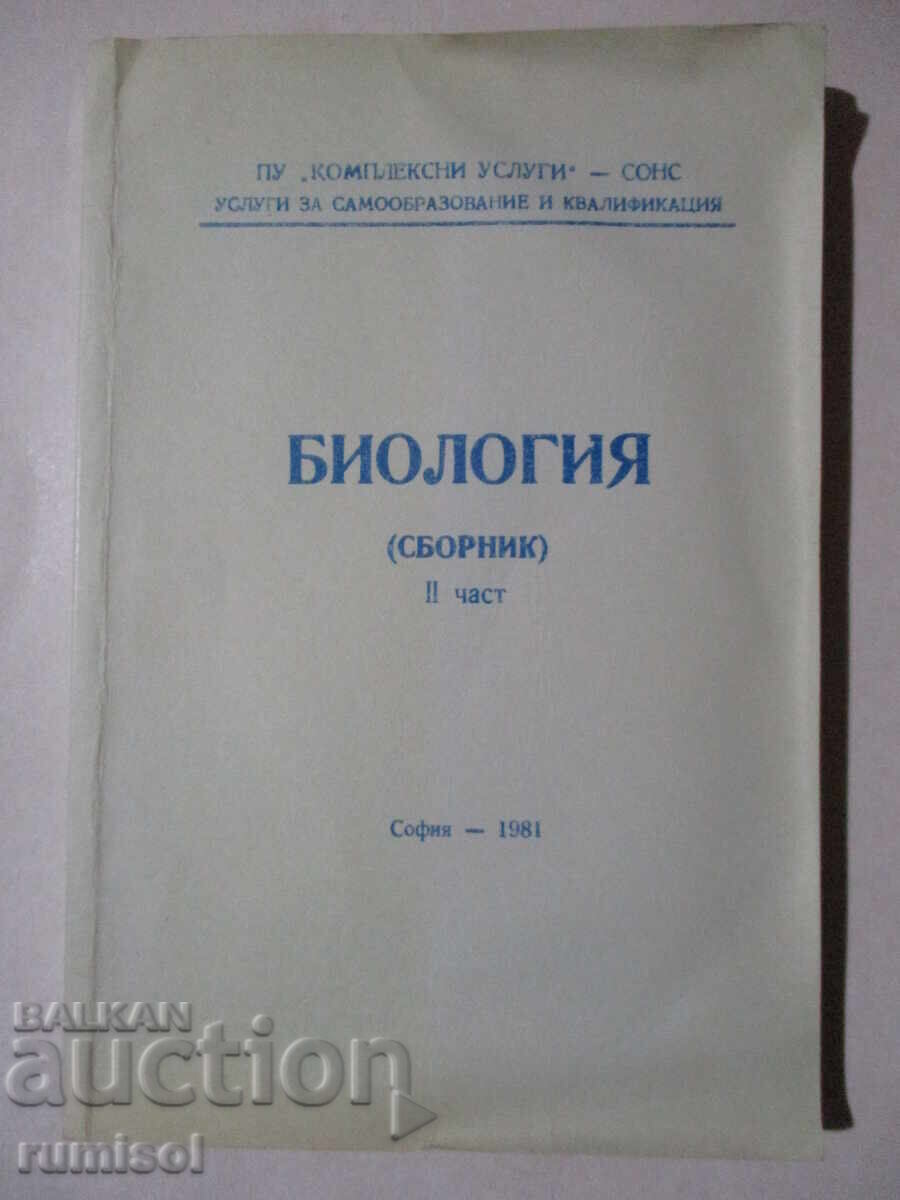 ПУ „КОМПЛЕКСНИ УСЛУГИ“ — СОНС
УСЛУГИ ЗА САМООБРАЗОВАНИЕ И КВАЛИФИКАЦИЯ
БИОЛОГИЯ
(СБОРНИК)
II част
София — 1981
BALKAN
auction
rumisol